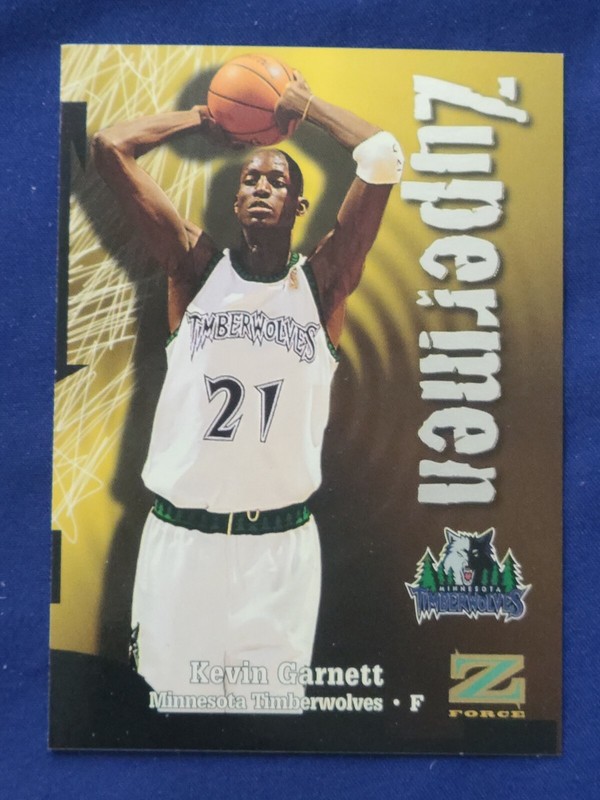 Zupermen
TIMBERWOLVES
21
MINNESOTA
TIMBERWOLVES
Kevin Garnett
Minnesota Timberwolves · F
Z
FORCE